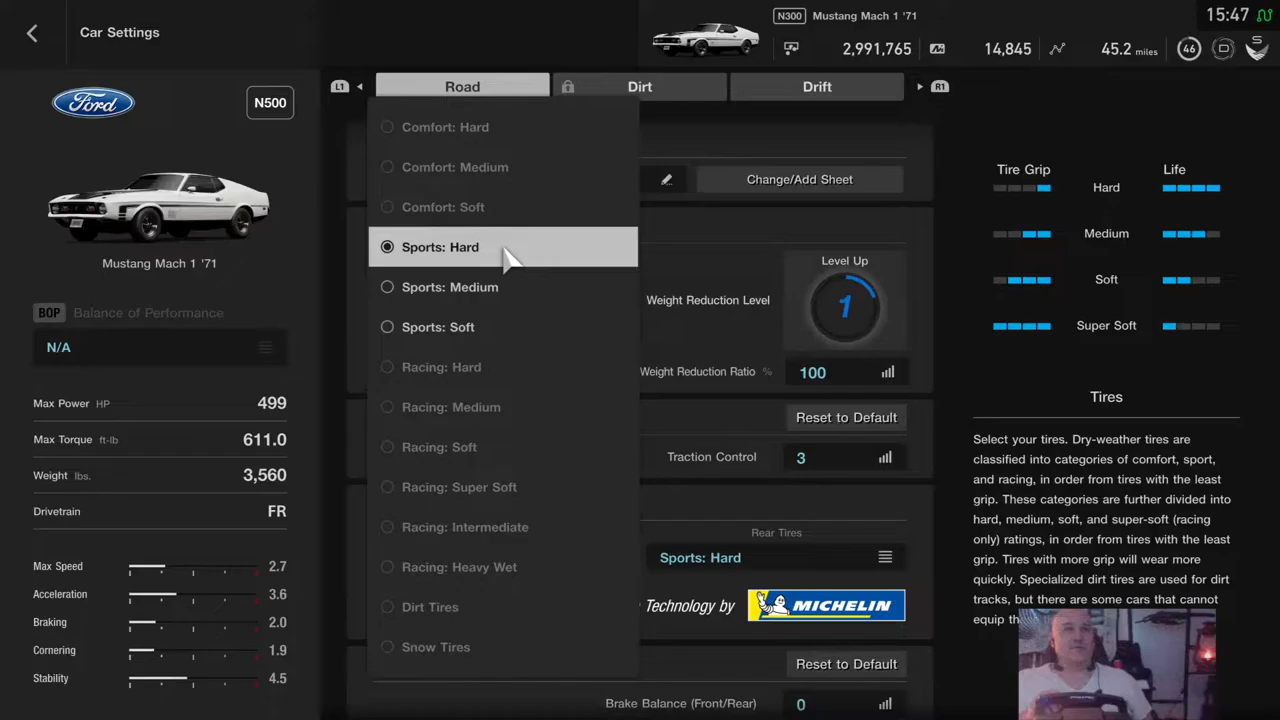 Car Settings
N300 Mustang Mach 1 '71
2,991,765
14,845
45.2 miles
46
S
15:47
Ford
N500
Mustang Mach 1 '71
BOP Balance of Performance
N/A
Max Power HP 499
Max Torque ft-lb 611.0
Weight lbs. 3,560
Drivetrain FR
Max Speed 2.7
Acceleration 3.6
Braking 2.0
Cornering 1.9
Stability 4.5
L1 Road Dirt Drift R1
Comfort: Hard
Comfort: Medium
Comfort: Soft
Sports: Hard
Sports: Medium
Sports: Soft
Racing: Hard
Racing: Medium
Racing: Soft
Racing: Super Soft
Racing: Intermediate
Racing: Heavy Wet
Dirt Tires
Snow Tires
Change/Add Sheet
Level Up
Weight Reduction Level 1
Weight Reduction Ratio % 100
Reset to Default
Traction Control 3
Rear Tires
Sports: Hard
Technology by MICHELIN
Reset to Default
Brake Balance (Front/Rear) 0
Tire Grip Life
Hard
Medium
Soft
Super Soft
Tires
Select your tires. Dry-weather tires are
classified into categories of comfort, sport,
and racing, in order from tires with the least
grip. These categories are further divided into
hard, medium, soft, and super-soft (racing
only) ratings, in order from tires with the least
grip. Tires with more grip will wear more
quickly. Specialized dirt tires are used for dirt
tracks, but there are some cars that cannot
equip